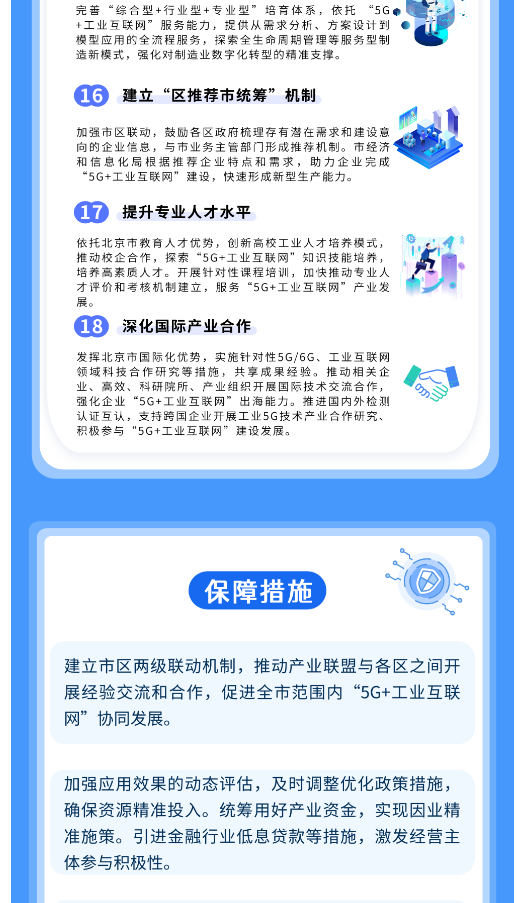 完善“综合型+行业型+专业型”培育体系，依托 “5G
+工业互联网”服务能力，提供从需求分析、方案设计到
模型应用的全流程服务，探索全生命周期管理等服务型制
造新模式，强化对制造业数字化转型的精准支撑。
16 建立“区推荐市统筹”机制
加强市区联动，鼓励各区政府梳理存有潜在需求和建设意
向的企业信息，与市业务主管部门形成推荐机制。市经济
和信息化局根据推荐企业特点和需求，助力企业完成
“5G+工业互联网”建设，快速形成新型生产能力。
17 提升专业人才水平
依托北京市教育人才优势，创新高校工业人才培养模式，
推动校企合作，探索“5G+工业互联网”知识技能培养，
培养高素质人才。开展针对性课程培训，加快推动专业人
才评价和考核机制建立，服务“5G+工业互联网”产业发
展。
18 深化国际产业合作
发挥北京市国际化优势，实施针对性5G/6G、工业互联网
领域科技合作研究等措施，共享成果经验。推动相关企
业、高效、科研院所、产业组织开展国际技术交流合作，
强化企业“5G+工业互联网”出海能力。推进国内外检测
认证互认，支持跨国企业开展工业5G技术产业合作研究、
积极参与“5G+工业互联网”建设发展。
保障措施
建立市区两级联动机制，推动产业联盟与各区之间开
展经验交流和合作，促进全市范围内“5G+工业互联
网”协同发展。
加强应用效果的动态评估，及时调整优化政策措施，
确保资源精准投入。统筹用好产业资金，实现因业精
准施策。引进金融行业低息贷款等措施，激发经营主
体参与积极性。